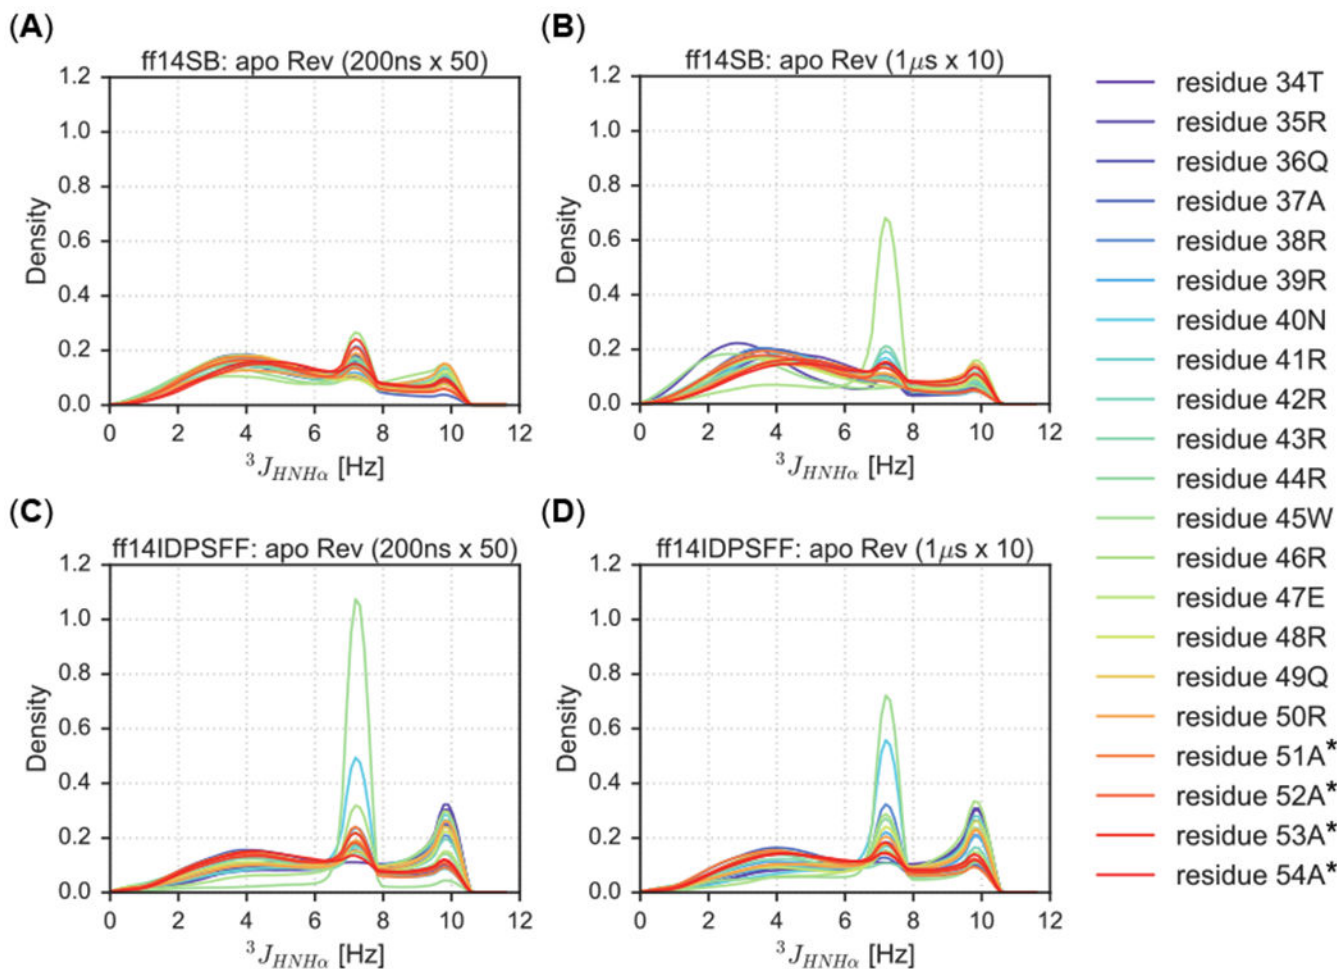 (A)
ff14SB: apo Rev (200ns x 50)
1.2
1.0
0.8
0.6
0.4
0.2
0.0
Density
0 2 4 6 8 10 12
³J_HNHα [Hz]
(B)
ff14SB: apo Rev (1μs x 10)
1.2
1.0
0.8
0.6
0.4
0.2
0.0
Density
0 2 4 6 8 10 12
³J_HNHα [Hz]
(C)
ff14IDPSFF: apo Rev (200ns x 50)
1.2
1.0
0.8
0.6
0.4
0.2
0.0
Density
0 2 4 6 8 10 12
³J_HNHα [Hz]
(D)
ff14IDPSFF: apo Rev (1μs x 10)
1.2
1.0
0.8
0.6
0.4
0.2
0.0
Density
0 2 4 6 8 10 12
³J_HNHα [Hz]
residue 34T
residue 35R
residue 36Q
residue 37A
residue 38R
residue 39R
residue 40N
residue 41R
residue 42R
residue 43R
residue 44R
residue 45W
residue 46R
residue 47E
residue 48R
residue 49Q
residue 50R
residue 51A*
residue 52A*
residue 53A*
residue 54A*